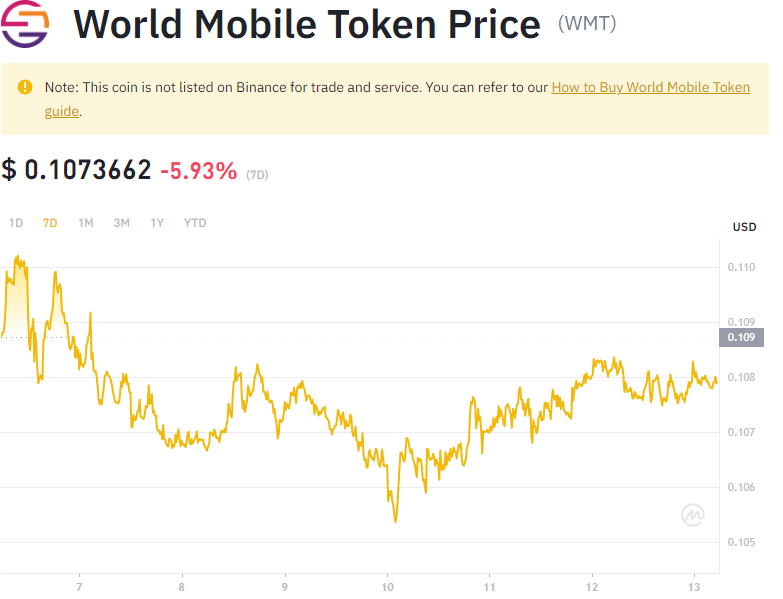 World Mobile Token Price (WMT)
Note: This coin is not listed on Binance for trade and service. You can refer to our How to Buy World Mobile Token
guide.
$ 0.1073662 -5.93% (7D)
1D 7D 1M 3M 1Y YTD
USD
0.110
0.109
0.109
0.108
0.107
0.106
0.105
7 8 9 10 11 12 13